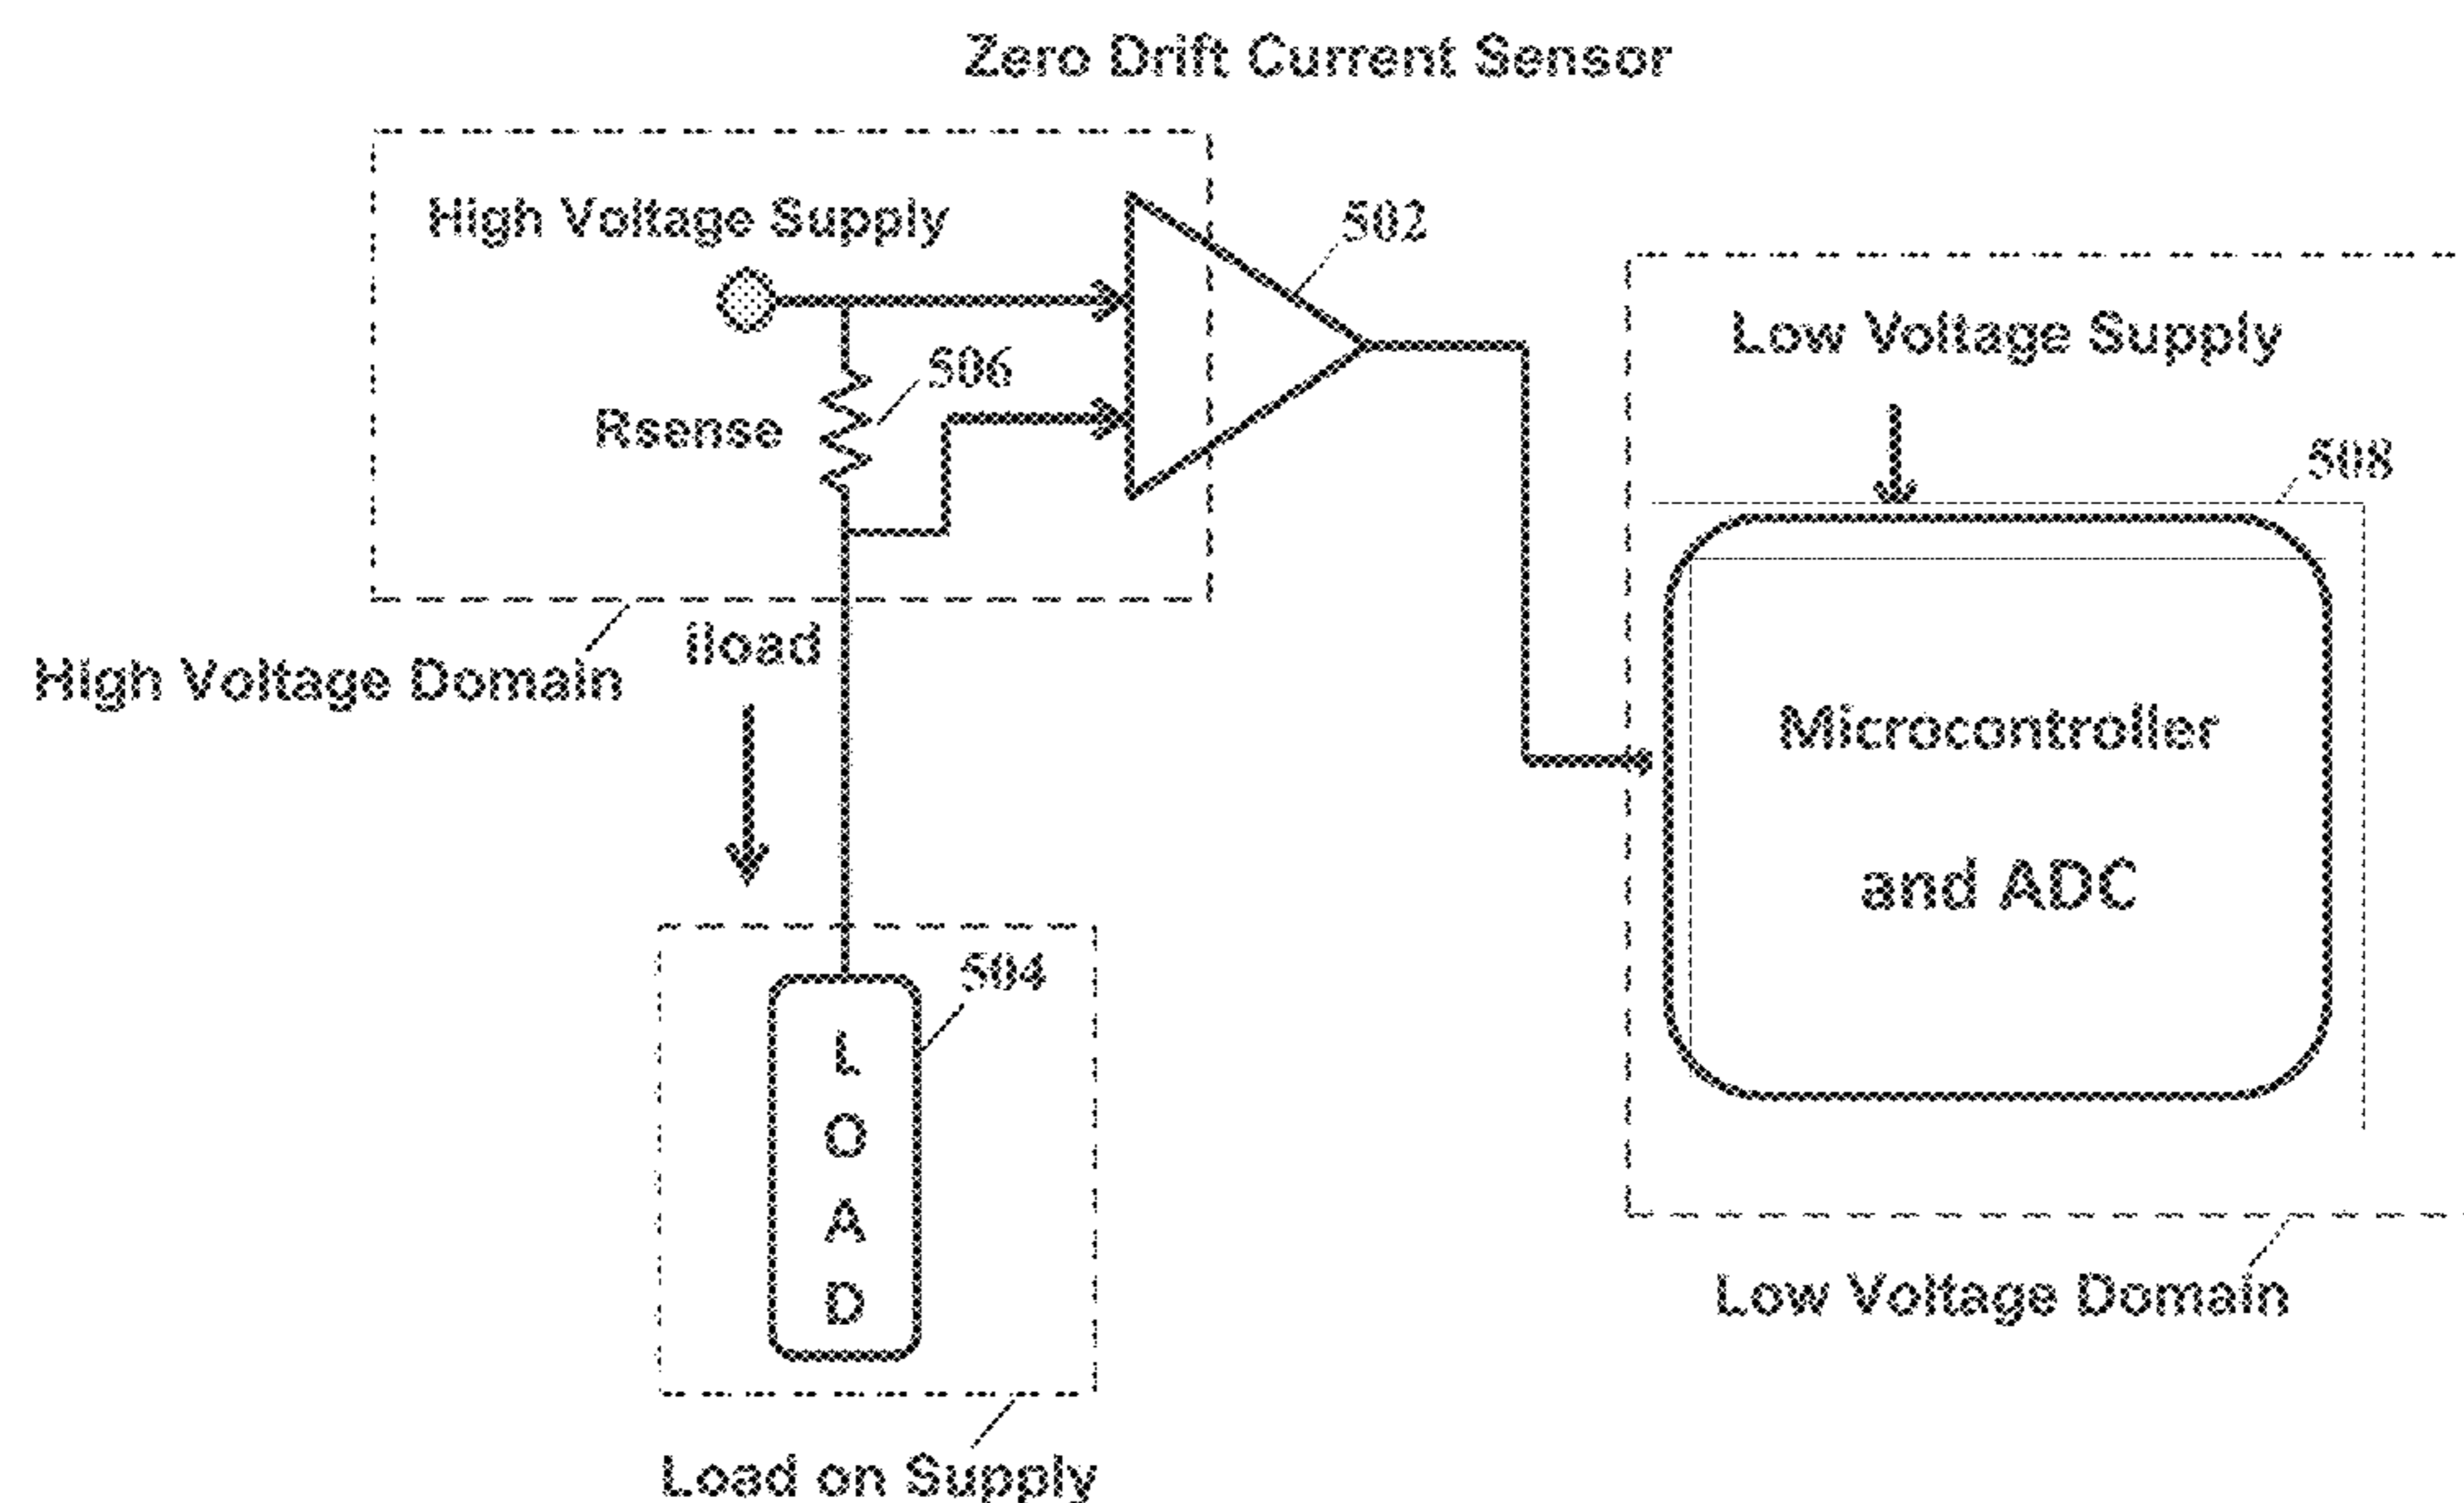 Zero Drift Current Sensor
High Voltage Supply
502
Low Voltage Supply
506
Rsense
508
iload
High Voltage Domain
Microcontroller
and ADC
504
L
O
A
D
Low Voltage Domain
Load on Supply